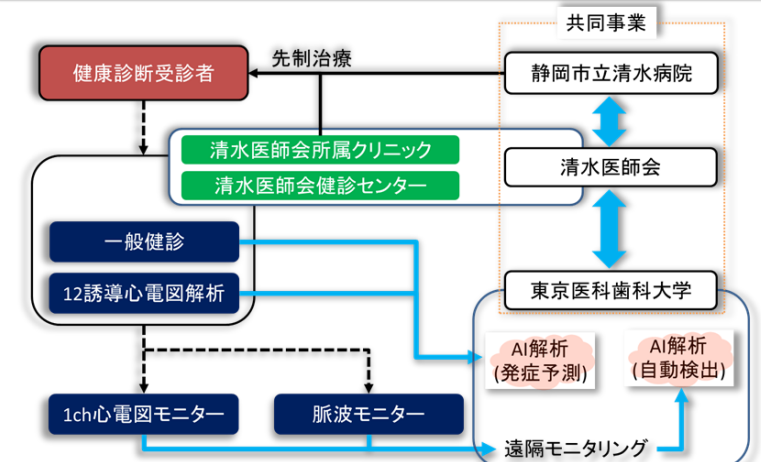 共同事業
健康診断受診者
先制治療
静岡市立清水病院
清水医師会所属クリニック
清水医師会健診センター
清水医師会
一般健診
12誘導心電図解析
東京医科歯科大学
AI解析
(発症予測)
AI解析
(自動検出)
1ch心電図モニター
脈波モニター
遠隔モニタリング